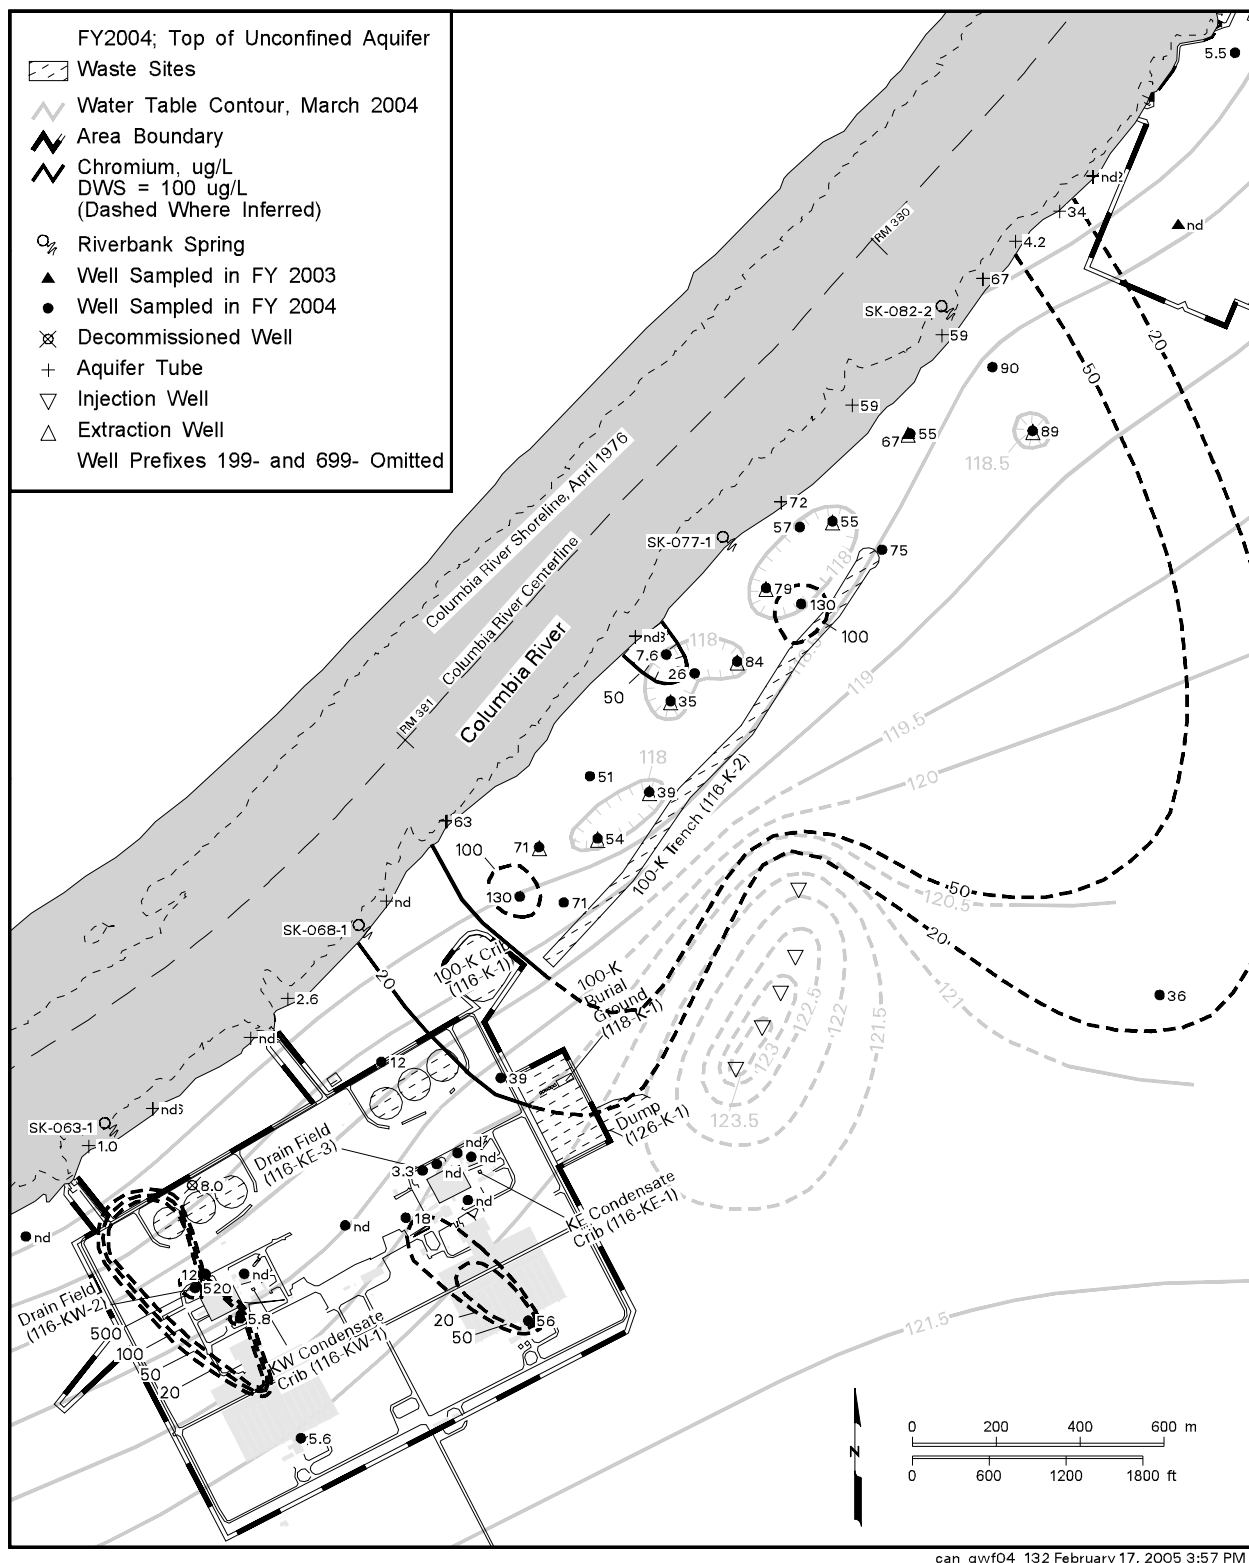 FY2004; Top of Unconfined Aquifer
Waste Sites
Water Table Contour, March 2004
Area Boundary
Chromium, ug/L
DWS = 100 ug/L
(Dashed Where Inferred)
Riverbank Spring
Well Sampled in FY 2003
Well Sampled in FY 2004
Decommissioned Well
Aquifer Tube
Injection Well
Extraction Well
Well Prefixes 199- and 699- Omitted
5.5
nd
34
nd
4.2
RM 380
67
SK-082-2
59
20
50
90
59
67
55
89
118.5
Columbia River Shoreline, April 1976
72
SK-077-1
57
55
118
75
Columbia River Centerline
79
130
100
Columbia River
nd
118
7.6
26
84
118.5
50
35
119
RM 381
119.5
118
51
39
120
100-K Trench (116-K-2)
63
54
100
71
130
71
50
120.5
nd
SK-068-1
20
100-K Crib
(116-K-1)
20
100-K
Burial
Ground
(118-K-1)
2.6
36
121
122.5
122
121.5
123
123.5
nd
12
39
nd
SK-063-1
1.0
Dump
(126-K-1)
Drain Field
(116-KE-3)
nd
nd
3.3
nd
8.0
nd
KE Condensate
Crib (116-KE-1)
18
nd
nd
12
nd
520
Drain Field
(116-KW-2)
5.8
20
56
50
121.5
500
100
50
20
KW Condensate
Crib (116-KW-1)
5.6
N
0 200 400 600 m
0 600 1200 1800 ft
can_gwf04_132 February 17, 2005 3:57 PM